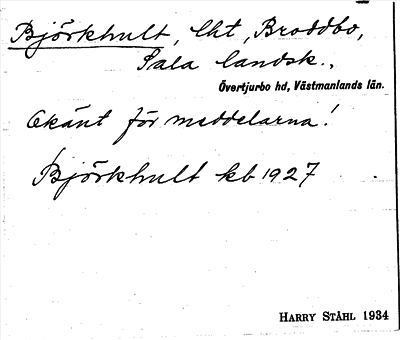 Björkhult, lht, Broddbo,
Sala landsk.,
Övertjurbo hd, Västmanlands län.
Okänt för meddelarna!
Björkhult kb 1927
HARRY STÅHL 1934